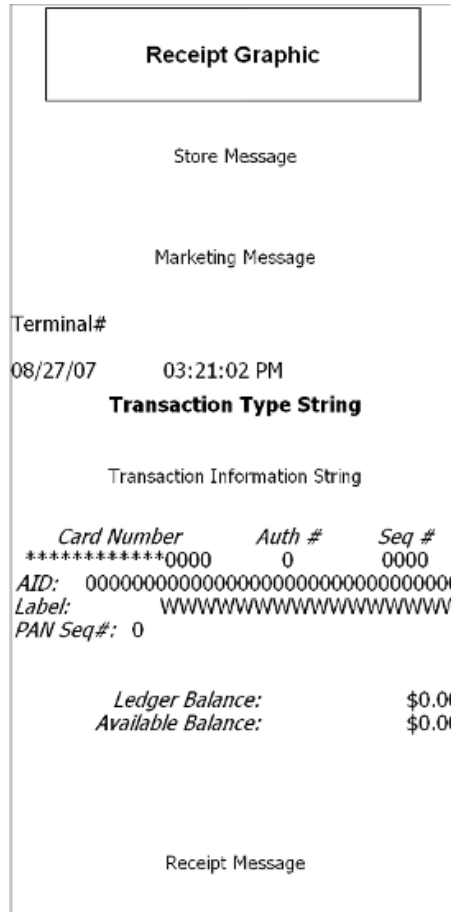 Receipt Graphic
Store Message
Marketing Message
Terminal#
08/27/07 03:21:02 PM
Transaction Type String
Transaction Information String
Card Number Auth # Seq #
************0000 0 0000
AID: 00000000000000000000000000000000
Label: WWWWWWWWWWWWWWWW
PAN Seq#: 0
Ledger Balance: $0.00
Available Balance: $0.00
Receipt Message